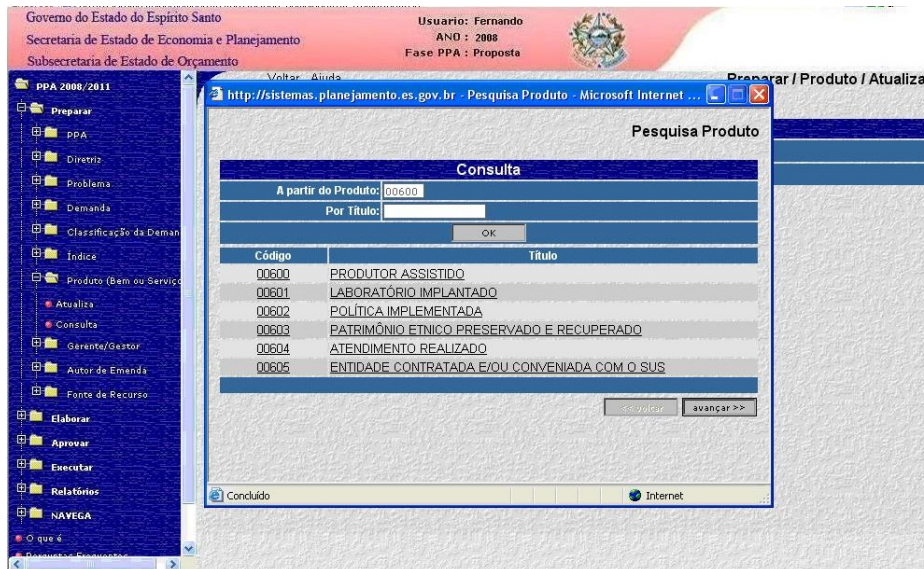 Governo do Estado do Espírito Santo
Secretaria de Estado de Economia e Planejamento
Subsecretaria de Estado de Orçamento
Usuario: Fernando
ANO : 2008
Fase PPA : Proposta
Voltar Ajuda
Preparar / Produto / Atualiza
PPA 2008/2011
Preparar
PPA
Diretriz
Problema
Demanda
Classificação da Deman
Índice
Produto (Bem ou Serviço
Atualiza
Consulta
Gerente/Gestor
Autor de Emenda
Fonte de Recurso
Elaborar
Aprovar
Executar
Relatórios
NAVEGA
O que é
Perguntas Frequentes
http://sistemas.planejamento.es.gov.br - Pesquisa Produto - Microsoft Internet ...
Pesquisa Produto
Consulta
A partir do Produto: 00600
Por Título:
OK
Código Título
00600 PRODUTOR ASSISTIDO
00601 LABORATÓRIO IMPLANTADO
00602 POLÍTICA IMPLEMENTADA
00603 PATRIMÔNIO ETNICO PRESERVADO E RECUPERADO
00604 ATENDIMENTO REALIZADO
00605 ENTIDADE CONTRATADA E/OU CONVENIADA COM O SUS
<< voltar avançar >>
Concluído Internet